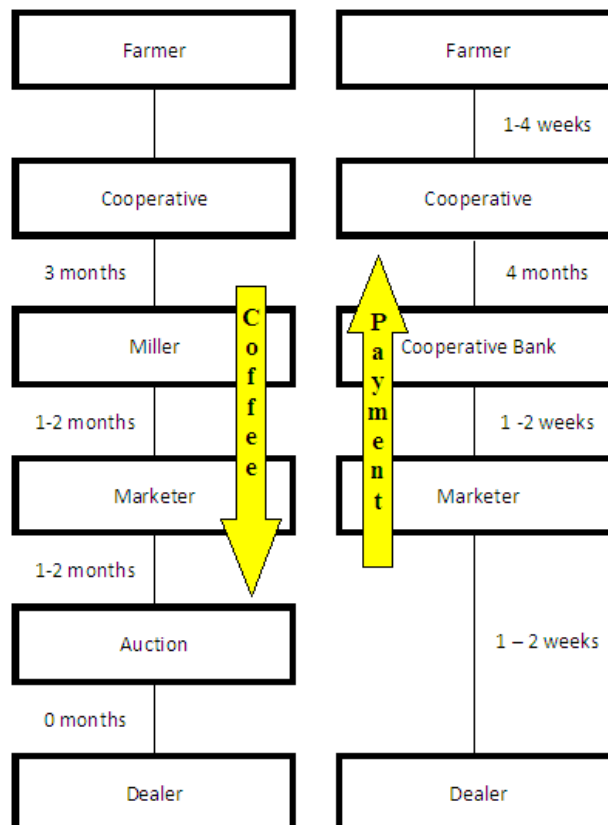 Farmer
Cooperative
3 months
Miller
1-2 months
Marketer
1-2 months
Auction
0 months
Dealer
Coffee
Farmer
1-4 weeks
Cooperative
4 months
Cooperative Bank
1 -2 weeks
Marketer
1 – 2 weeks
Dealer
Payment